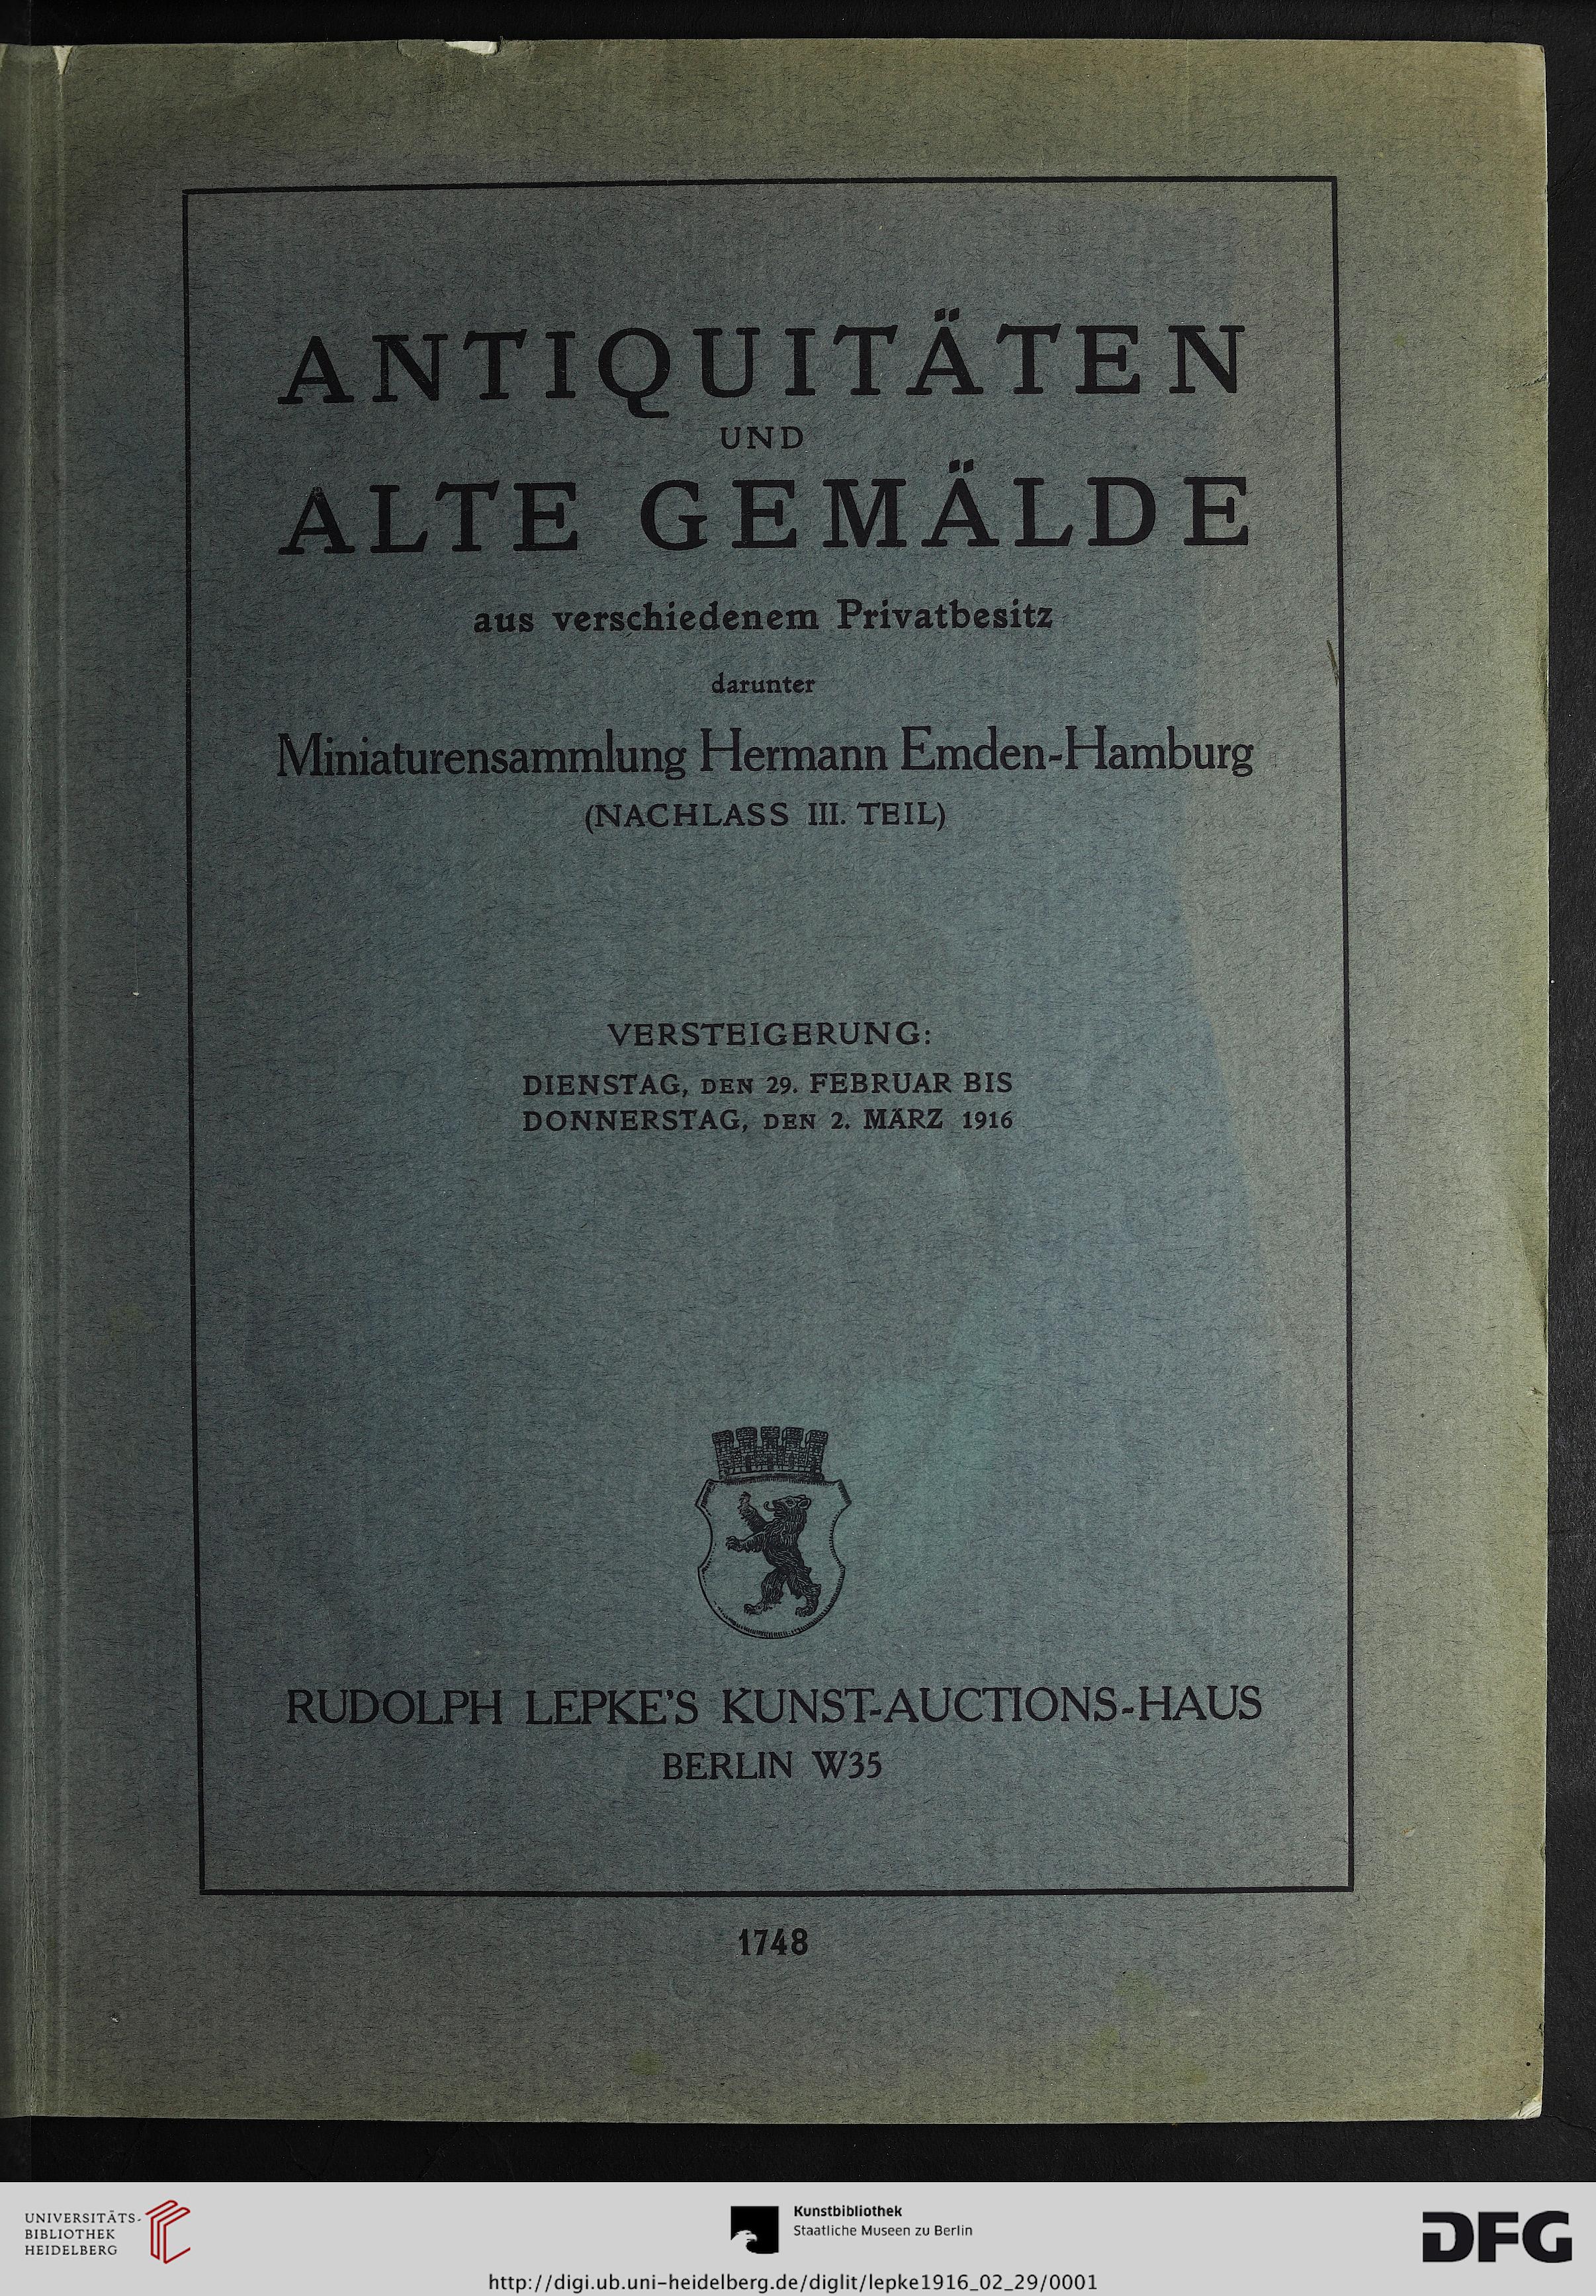 ANTIQUITÄTEN
UND
ALTE GEMÄLDE
aus verschiedenem Privatbesitz
darunter
Miniaturensammlung Hermann Emden-Hamburg
(NACHLASS III. TEIL)
VERSTEIGERUNG:
DIENSTAG, DEN 29. FEBRUAR BIS
DONNERSTAG, DEN 2. MÄRZ 1916
RUDOLPH LEPKE'S KUNST-AUCTIONS-HAUS
BERLIN W35
1748
UNIVERSITÄTS-
BIBLIOTHEK
HEIDELBERG
Kunstbibliothek
Staatliche Museen zu Berlin
DFG
http://digi.ub.uni-heidelberg.de/diglit/lepke1916_02_29/0001